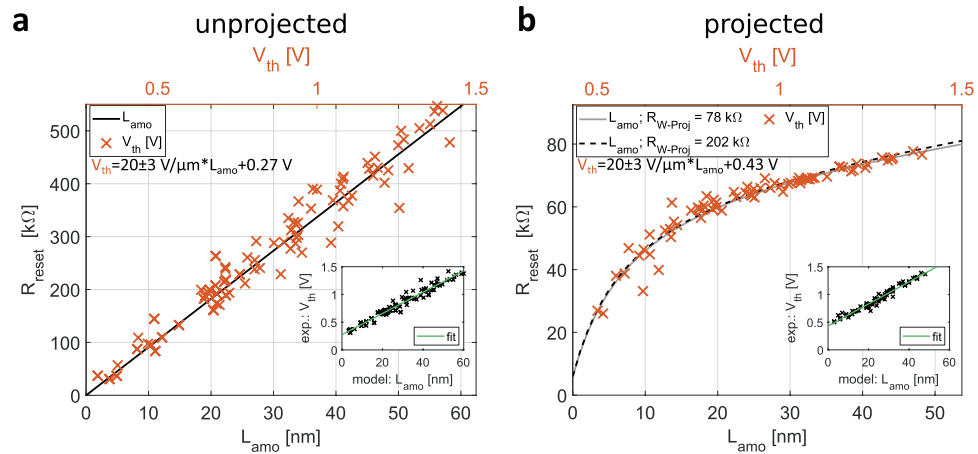 a
unprojected
V_th [V]
0.5
1
1.5
L_amo
V_th [V]
V_th=20±3 V/µm*L_amo+0.27 V
500
400
300
200
100
0
R_reset [kΩ]
0
10
20
30
40
50
60
L_amo [nm]
1.5
1
0.5
0
exp.: V_th [V]
fit
0
20
40
60
model: L_amo [nm]
b
projected
V_th [V]
0.5
1
1.5
L_amo; R_W-Proj = 78 kΩ
V_th [V]
L_amo; R_W-Proj = 202 kΩ
V_th=20±3 V/µm*L_amo+0.43 V
80
60
40
20
0
R_reset [kΩ]
0
10
20
30
40
50
L_amo [nm]
1.5
1
0.5
0
exp.: V_th [V]
fit
0
20
40
60
model: L_amo [nm]